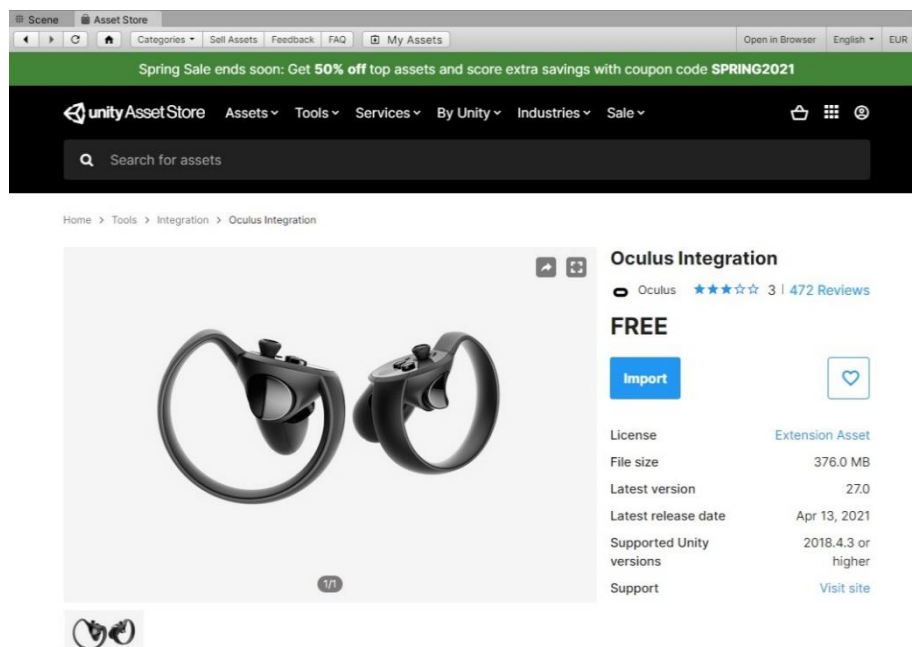 Scene Asset Store
Categories Sell Assets Feedback FAQ My Assets Open in Browser English EUR
Spring Sale ends soon: Get 50% off top assets and score extra savings with coupon code SPRING2021
unity Asset Store Assets Tools Services By Unity Industries Sale
Search for assets
Home > Tools > Integration > Oculus Integration
Oculus Integration
Oculus 3 | 472 Reviews
FREE
Import
License Extension Asset
File size 376.0 MB
Latest version 27.0
Latest release date Apr 13, 2021
Supported Unity 2018.4.3 or
versions higher
Support Visit site
1/1